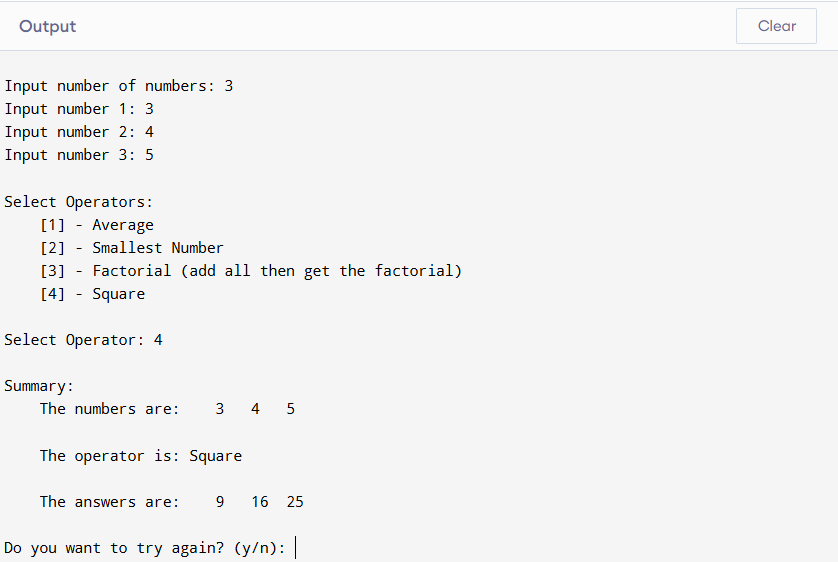 Output
Clear
Input number of numbers: 3
Input number 1: 3
Input number 2: 4
Input number 3: 5
Select Operators:
[1] - Average
[2] - Smallest Number
[3] - Factorial (add all then get the factorial)
[4] - Square
Select Operator: 4
Summary:
The numbers are: 3 4 5
The operator is: Square
The answers are: 9 16 25
Do you want to try again? (y/n):